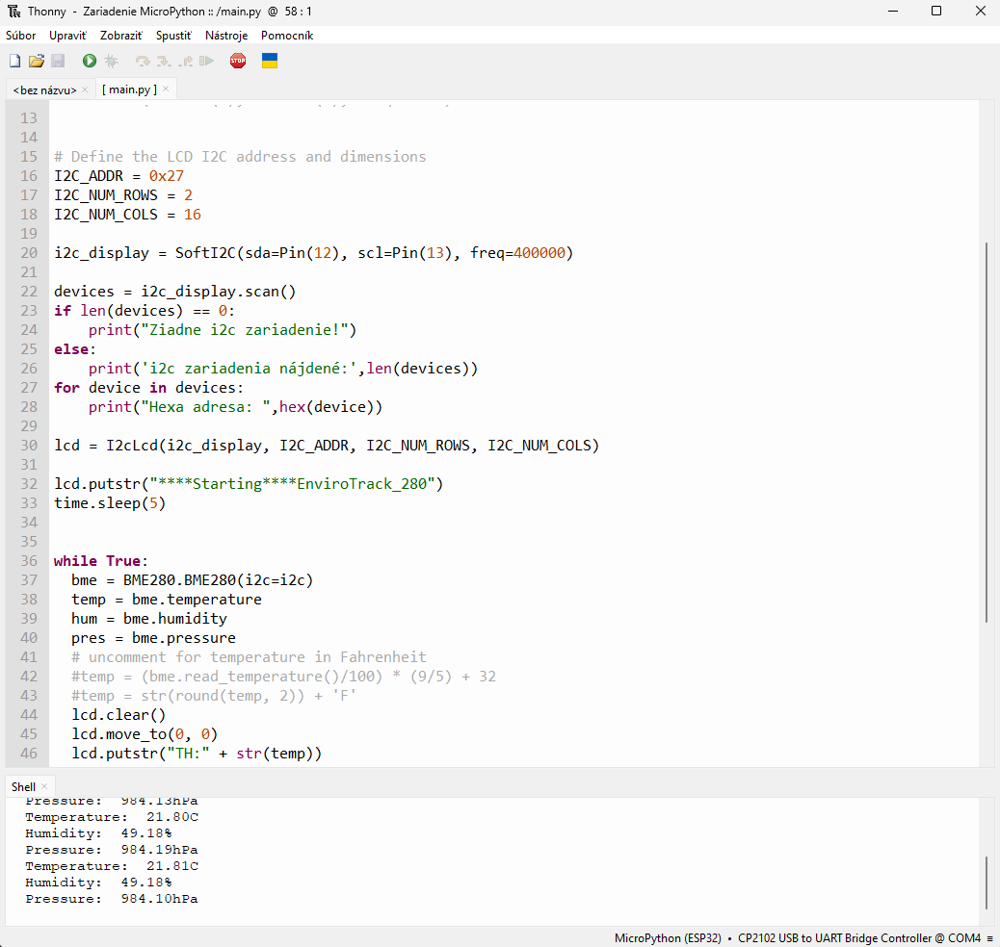 Thonny - Zariadenie MicroPython :: /main.py @ 58 : 1
Súbor Upraviť Zobraziť Spustiť Nástroje Pomocník
STOP
<bez názvu> × [ main.py ] ×
13
14
15 # Define the LCD I2C address and dimensions
16 I2C_ADDR = 0x27
17 I2C_NUM_ROWS = 2
18 I2C_NUM_COLS = 16
19
20 i2c_display = SoftI2C(sda=Pin(12), scl=Pin(13), freq=400000)
21
22 devices = i2c_display.scan()
23 if len(devices) == 0:
24     print("Ziadne i2c zariadenie!")
25 else:
26     print('i2c zariadenia nájdené:',len(devices))
27 for device in devices:
28     print("Hexa adresa: ",hex(device))
29
30 lcd = I2cLcd(i2c_display, I2C_ADDR, I2C_NUM_ROWS, I2C_NUM_COLS)
31
32 lcd.putstr("****Starting****EnviroTrack_280")
33 time.sleep(5)
34
35
36 while True:
37   bme = BME280.BME280(i2c=i2c)
38   temp = bme.temperature
39   hum = bme.humidity
40   pres = bme.pressure
41   # uncomment for temperature in Fahrenheit
42   #temp = (bme.read_temperature()/100) * (9/5) + 32
43   #temp = str(round(temp, 2)) + 'F'
44   lcd.clear()
45   lcd.move_to(0, 0)
46   lcd.putstr("TH:" + str(temp))
Shell ×
Pressure:  984.13hPa
Temperature:  21.80C
Humidity:  49.18%
Pressure:  984.19hPa
Temperature:  21.81C
Humidity:  49.18%
Pressure:  984.10hPa
MicroPython (ESP32) • CP2102 USB to UART Bridge Controller @ COM4 ≡